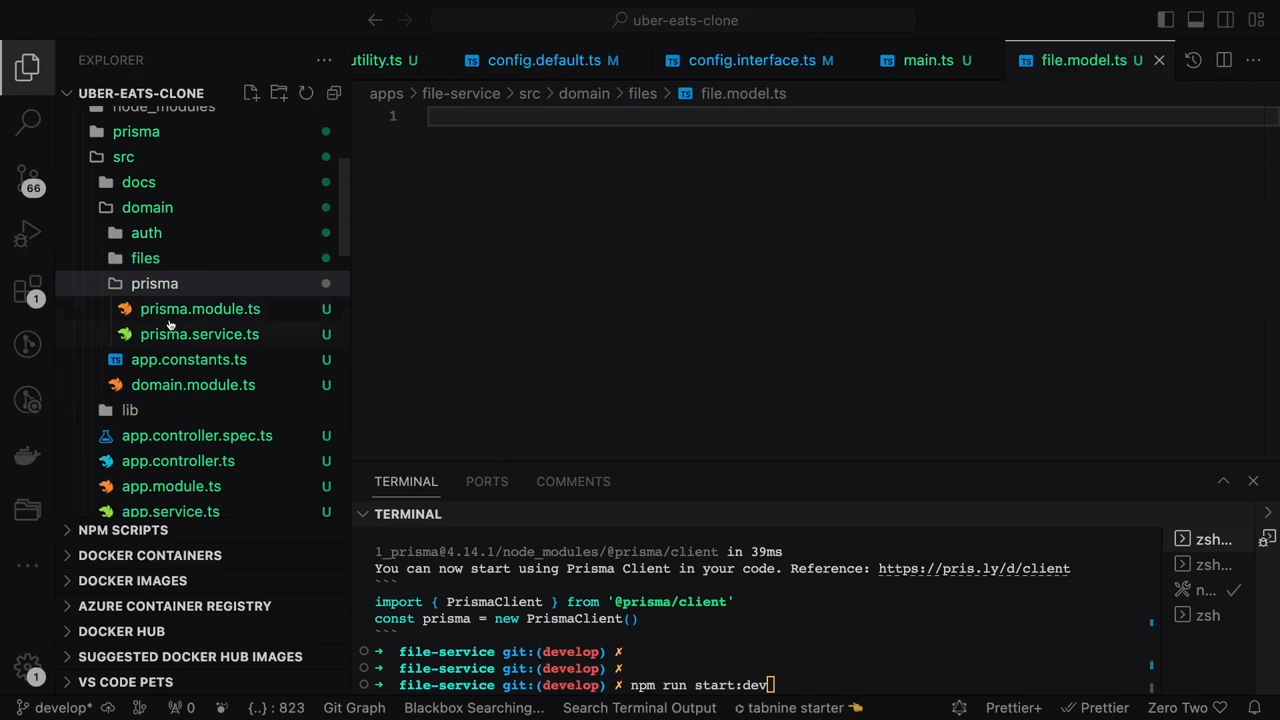 uber-eats-clone
EXPLORER
utility.ts U
config.default.ts M
config.interface.ts M
main.ts U
file.model.ts U
UBER-EATS-CLONE
apps > file-service > src > domain > files > TS file.model.ts
node_modules
1
prisma
src
docs
66
domain
auth
files
prisma
1
prisma.module.ts U
prisma.service.ts U
TS app.constants.ts U
domain.module.ts U
lib
app.controller.spec.ts U
app.controller.ts U
app.module.ts U
app.service.ts U
NPM SCRIPTS
DOCKER CONTAINERS
DOCKER IMAGES
AZURE CONTAINER REGISTRY
DOCKER HUB
SUGGESTED DOCKER HUB IMAGES
VS CODE PETS
1
TERMINAL PORTS COMMENTS
TERMINAL
l_prisma@4.14.1/node_modules/@prisma/client in 39ms
You can now start using Prisma Client in your code. Reference: https://pris.ly/d/client
```
import { PrismaClient } from '@prisma/client'
const prisma = new PrismaClient()
```
→ file-service git:(develop) ✗
→ file-service git:(develop) ✗
→ file-service git:(develop) ✗ npm run start:dev
zsh...
zsh...
n...
zsh
develop* 0 {..} : 823 Git Graph Blackbox Searching... Search Terminal Output tabnine starter Prettier+ Prettier Zero Two